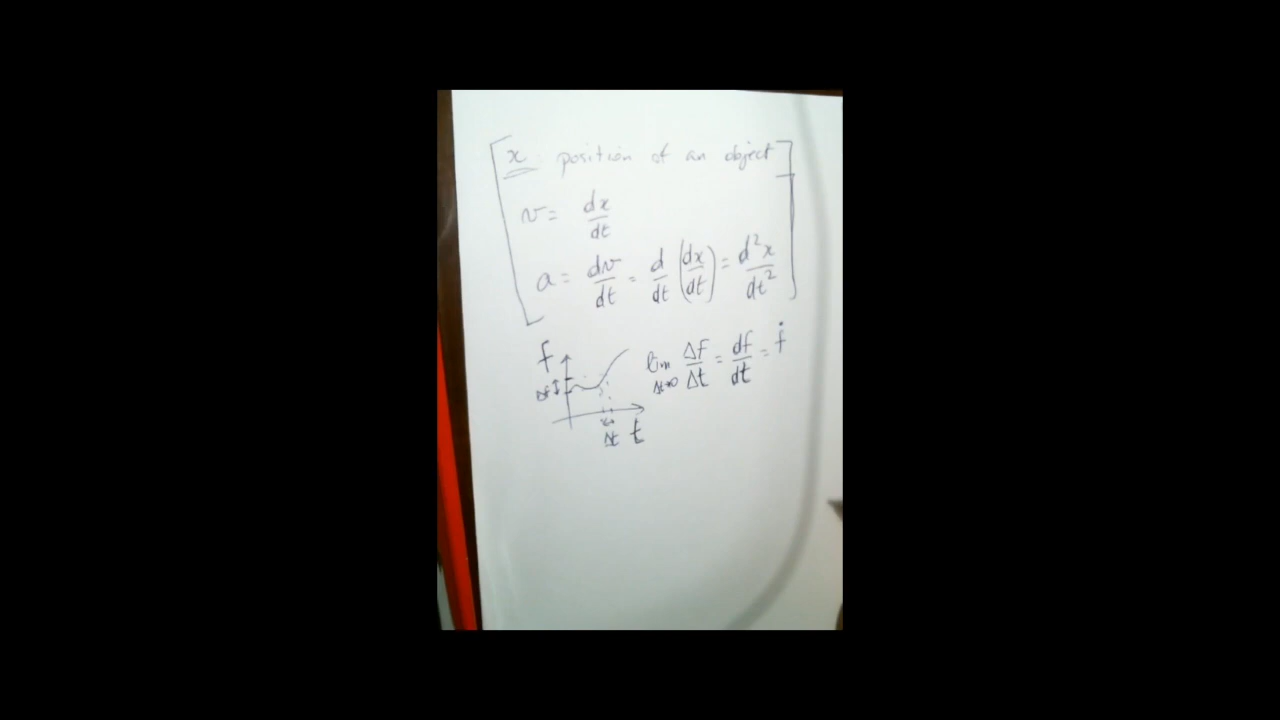 x position of an object
v = dx/dt
a = dv/dt = d/dt (dx/dt) = d²x/dt²
f
Δf
lim Δt→0 Δf/Δt = df/dt = ḟ
Δt t